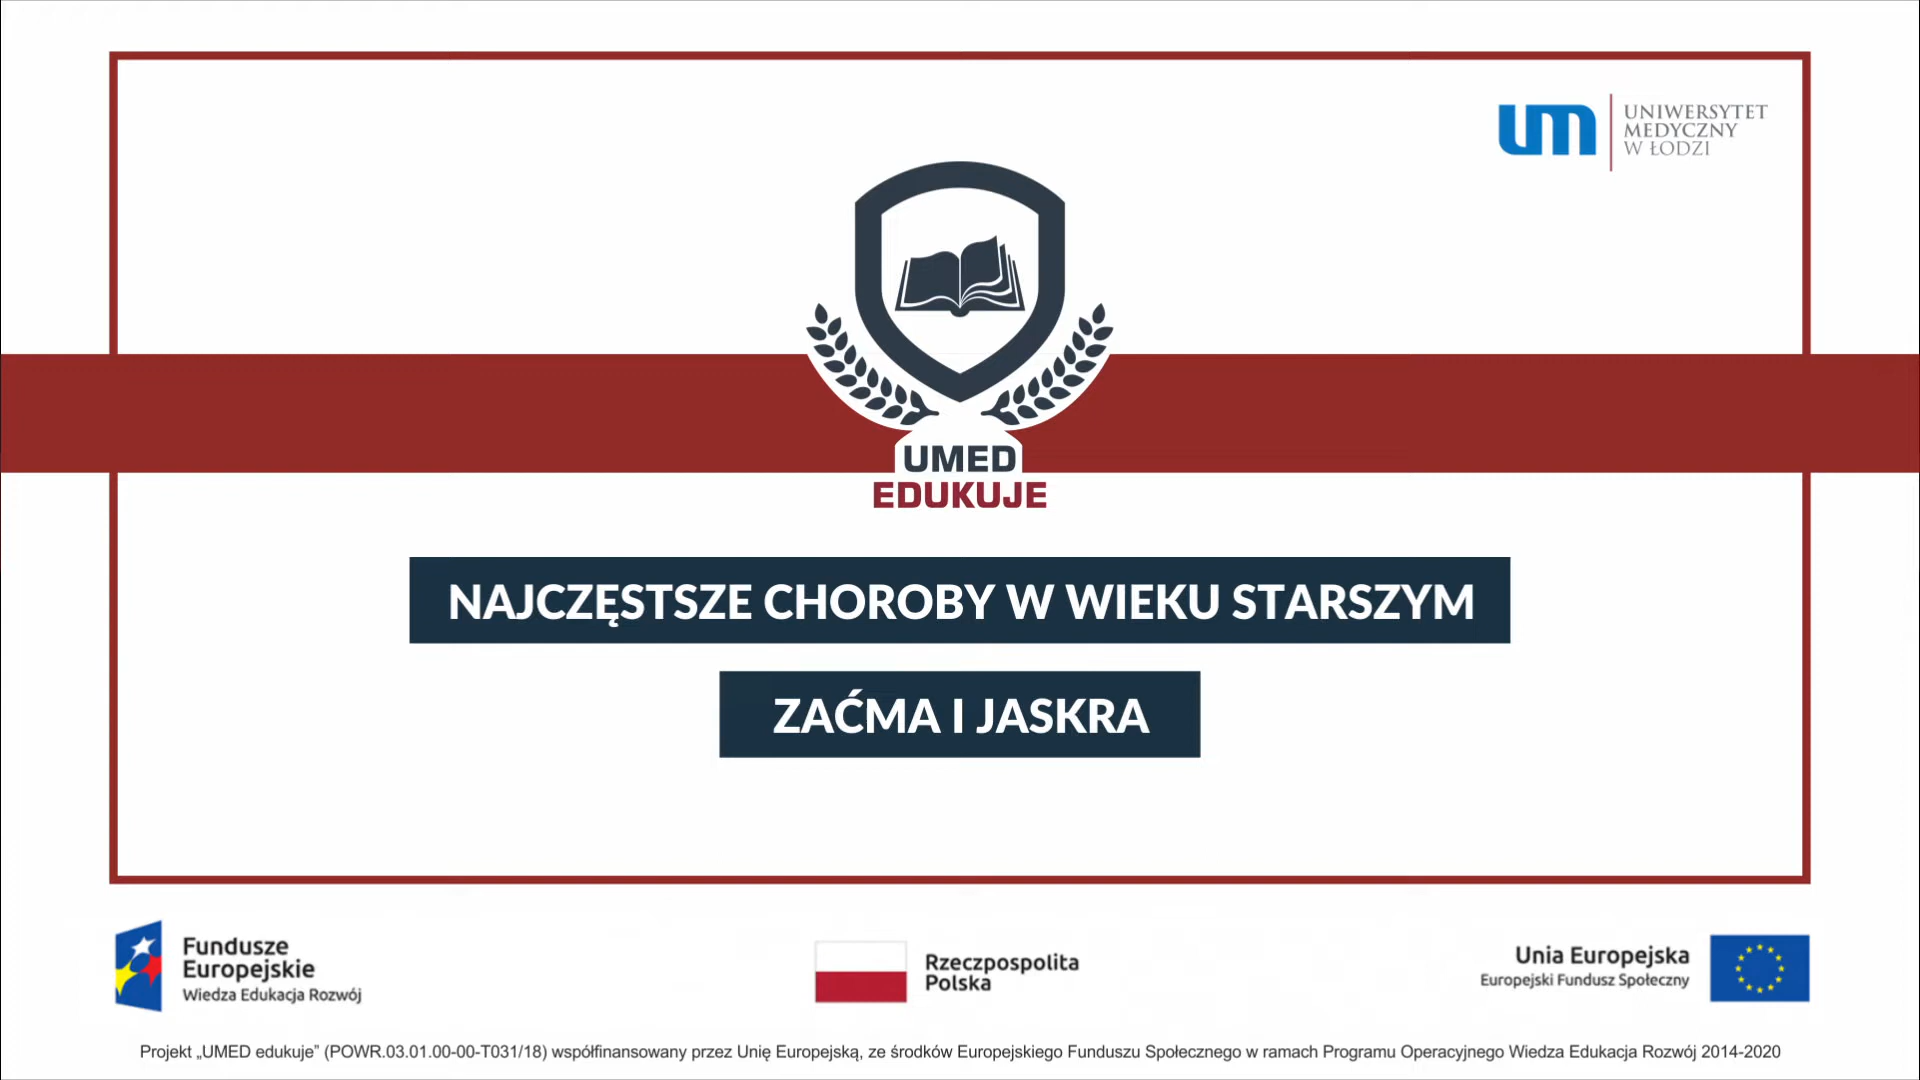 UNIWERSYTET
MEDYCZNY
W ŁODZI
UMED
EDUKUJE
NAJCZĘSTSZE CHOROBY W WIEKU STARSZYM
ZAĆMA I JASKRA
Fundusze
Europejskie
Wiedza Edukacja Rozwój
Rzeczpospolita
Polska
Unia Europejska
Europejski Fundusz Społeczny
Projekt „UMED edukuje” (POWR.03.01.00-00-T031/18) współfinansowany przez Unię Europejską, ze środków Europejskiego Funduszu Społecznego w ramach Programu Operacyjnego Wiedza Edukacja Rozwój 2014-2020